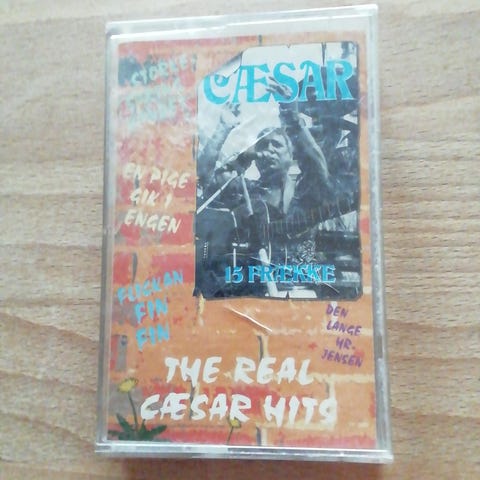 CÆSAR
EN PIGE
GIK I
ENGEN
15 FRÆKKE
FLICKAN
FIN
FIN
DEN
LANGE
HR.
JENSEN
THE REAL
CÆSAR HITS